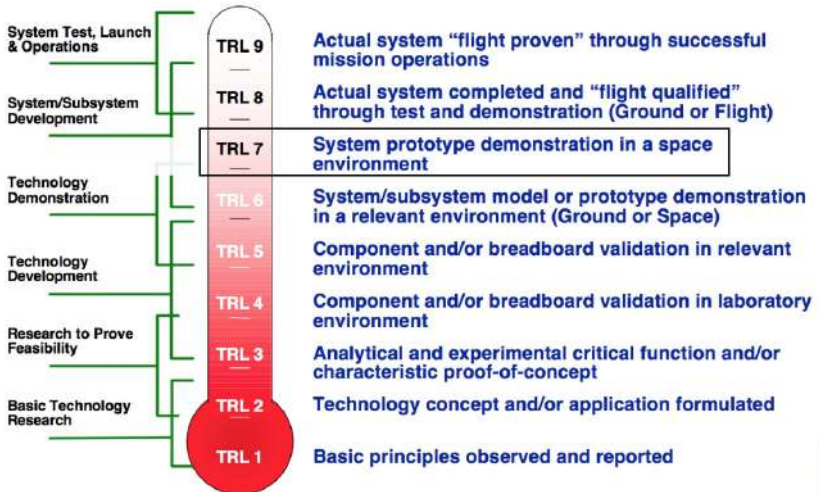 System Test, Launch
& Operations
System/Subsystem
Development
Technology
Demonstration
Technology
Development
Research to Prove
Feasibility
Basic Technology
Research
TRL 9
Actual system “flight proven” through successful
mission operations
TRL 8
Actual system completed and “flight qualified”
through test and demonstration (Ground or Flight)
TRL 7
System prototype demonstration in a space
environment
TRL 6
System/subsystem model or prototype demonstration
in a relevant environment (Ground or Space)
TRL 5
Component and/or breadboard validation in relevant
environment
TRL 4
Component and/or breadboard validation in laboratory
environment
TRL 3
Analytical and experimental critical function and/or
characteristic proof-of-concept
TRL 2
Technology concept and/or application formulated
TRL 1
Basic principles observed and reported